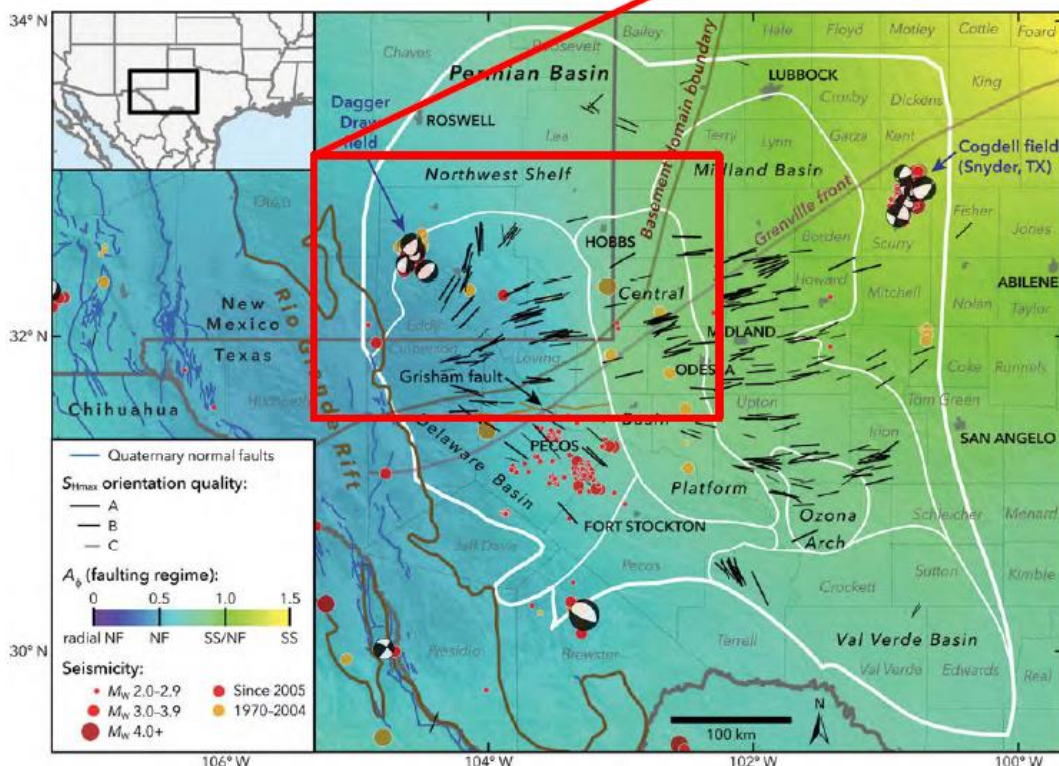 34° N
32° N
30° N
106° W
104° W
102° W
100° W
Chaves
Roosevelt
Bailey
Hale
Floyd
Motley
Cottle
Foard
Permian Basin
LUBBOCK
King
Dagger
Draw
field
ROSWELL
Lea
Crosby
Dickens
Basement domain boundary
Terry
Lynn
Garza
Kent
Cogdell field
(Snyder, TX)
Northwest Shelf
Midland Basin
Otero
Grenville front
Fisher
Jones
HOBBS
Borden
Scurry
ABILENE
New
Mexico
Texas
Rio Grande Rift
Central
Howard
Mitchell
Nolan
Taylor
Eddy
Culberson
Loving
MIDLAND
Grisham fault
ODESSA
Coke
Runnels
Chihuahua
Hudspeth
Upton
Tom Green
Basin
Irion
SAN ANGELO
Delaware Basin
PECOS
Platform
Ozona
Arch
Schleicher
Menard
FORT STOCKTON
Jeff Davis
Pecos
Crockett
Sutton
Kimble
Presidio
Brewster
Terrell
Val Verde Basin
Val Verde
Edwards
Real
N
100 km
Quaternary normal faults
SHmax orientation quality:
A
B
C
Aϕ (faulting regime):
0 0.5 1.0 1.5
radial NF NF SS/NF SS
Seismicity:
Mw 2.0-2.9
Since 2005
Mw 3.0-3.9
1970-2004
Mw 4.0+